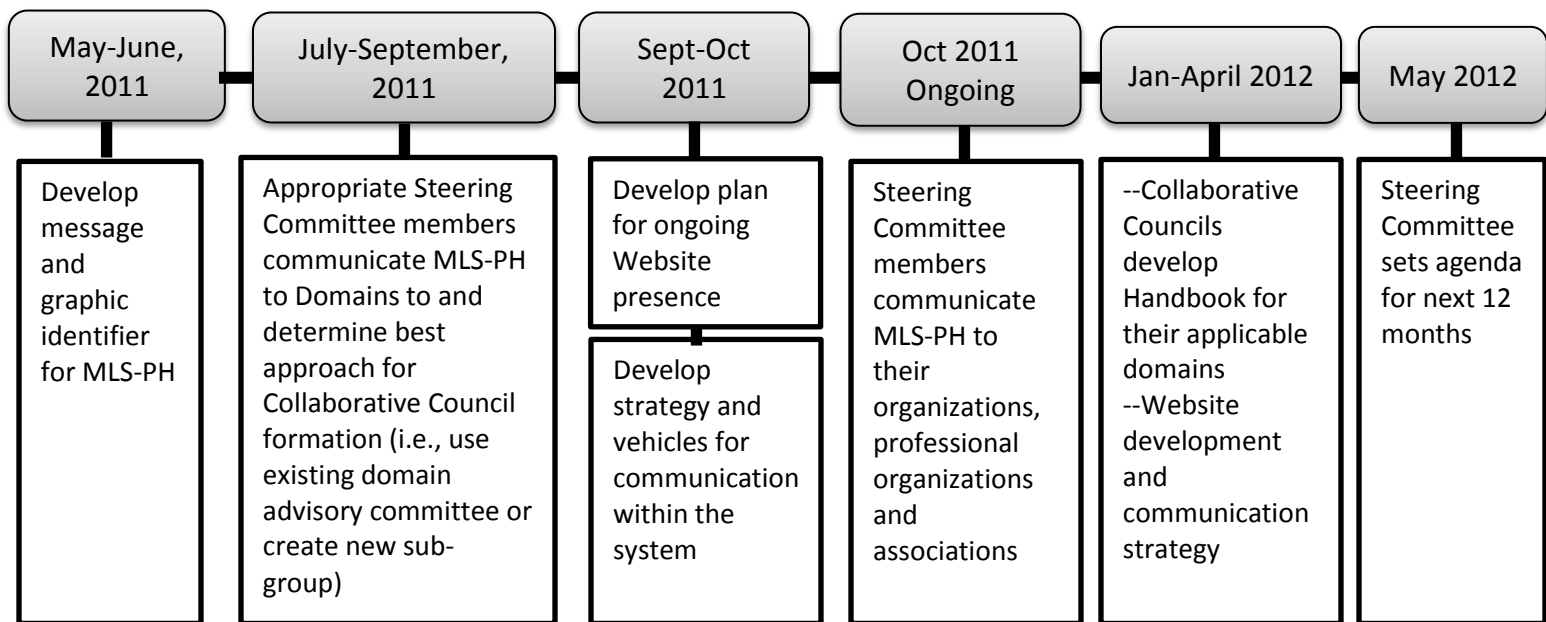 May-June,
2011
July-September,
2011
Sept-Oct
2011
Oct 2011
Ongoing
Jan-April 2012
May 2012
Develop
message
and
graphic
identifier
for MLS-PH
Appropriate Steering
Committee members
communicate MLS-PH
to Domains to and
determine best
approach for
Collaborative Council
formation (i.e., use
existing domain
advisory committee or
create new sub-
group)
Develop plan
for ongoing
Website
presence
Develop
strategy and
vehicles for
communication
within the
system
Steering
Committee
members
communicate
MLS-PH to
their
organizations,
professional
organizations
and
associations
--Collaborative
Councils
develop
Handbook for
their applicable
domains
--Website
development
and
communication
strategy
Steering
Committee
sets agenda
for next 12
months